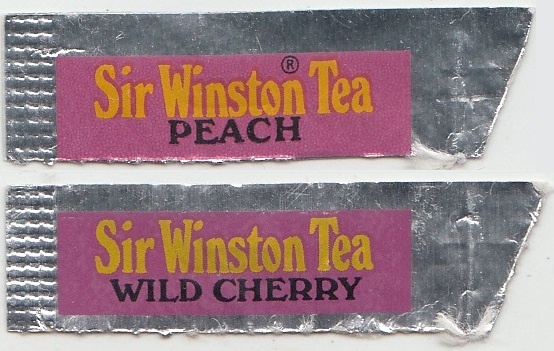 Sir Winston® Tea
PEACH
Sir Winston Tea
WILD CHERRY